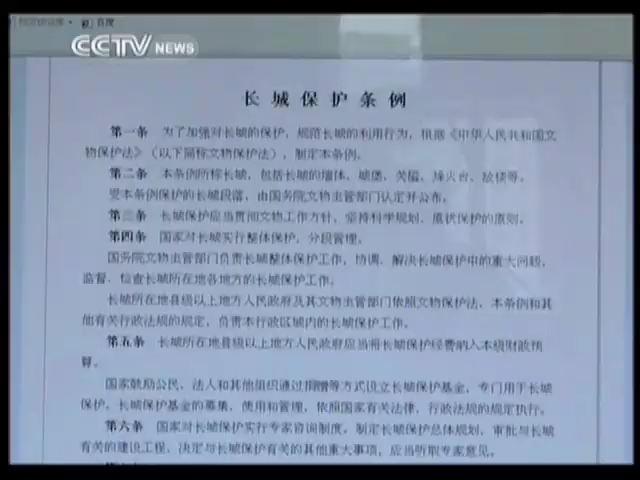 百度
CCTV NEWS
长城保护条例
第一条 为了加强对长城的保护，规范长城的利用行为，根据《中华人民共和国文
物保护法》（以下简称文物保护法），制定本条例。
第二条 本条例所称长城，包括长城的墙体、城堡、关隘、烽火台、敌楼等。
受本条例保护的长城段落，由国务院文物主管部门认定并公布。
第三条 长城保护应当贯彻文物工作方针，坚持科学规划、原状保护的原则。
第四条 国家对长城实行整体保护、分段管理。
国务院文物主管部门负责长城整体保护工作，协调、解决长城保护中的重大问题，
监督、检查长城所在地各地方的长城保护工作。
长城所在地县级以上地方人民政府及其文物主管部门依照文物保护法、本条例和其
他有关行政法规的规定，负责本行政区域内的长城保护工作。
第五条 长城所在地县级以上地方人民政府应当将长城保护经费纳入本级财政预
算。
国家鼓励公民、法人和其他组织通过捐赠等方式设立长城保护基金，专门用于长城
保护。长城保护基金的募集、使用和管理，依照国家有关法律、行政法规的规定执行。
第六条 国家对长城保护实行专家咨询制度。制定长城保护总体规划、审批与长城
有关的建设工程、决定与长城保护有关的其他重大事项，应当听取专家意见。